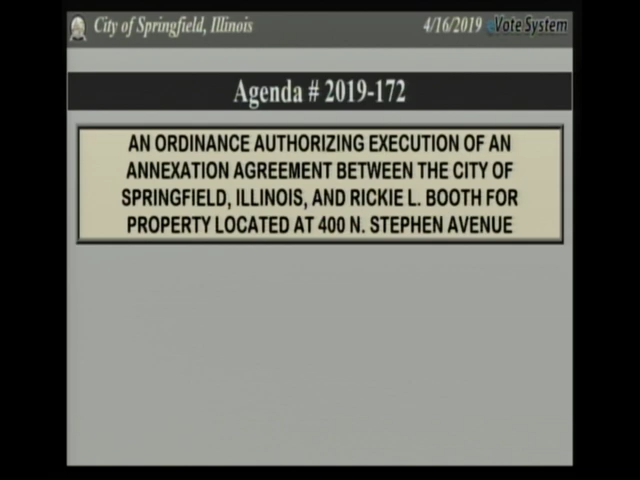 City of Springfield, Illinois 4/16/2019 eVote System
Agenda # 2019-172
AN ORDINANCE AUTHORIZING EXECUTION OF AN
ANNEXATION AGREEMENT BETWEEN THE CITY OF
SPRINGFIELD, ILLINOIS, AND RICKIE L. BOOTH FOR
PROPERTY LOCATED AT 400 N. STEPHEN AVENUE